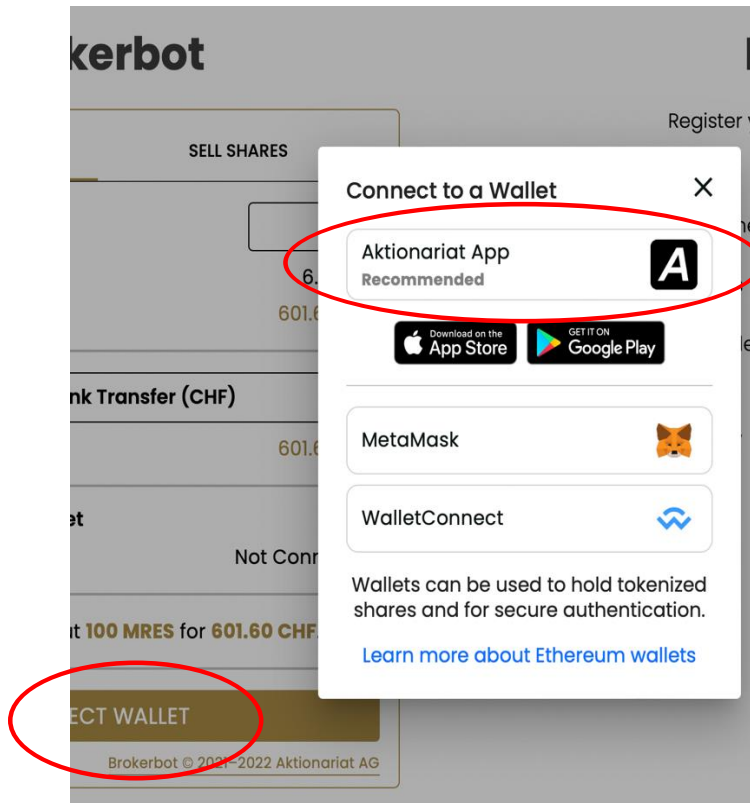 kerbot
Register
SELL SHARES
Connect to a Wallet
Aktionariat App
Recommended
A
6.
601.6
Download on the
App Store
GET IT ON
Google Play
nk Transfer (CHF)
601.6
MetaMask
et
WalletConnect
Not Conn
Wallets can be used to hold tokenized
shares and for secure authentication.
at 100 MRES for 601.60 CHF.
Learn more about Ethereum wallets
ECT WALLET
Brokerbot © 2021–2022 Aktionariat AG